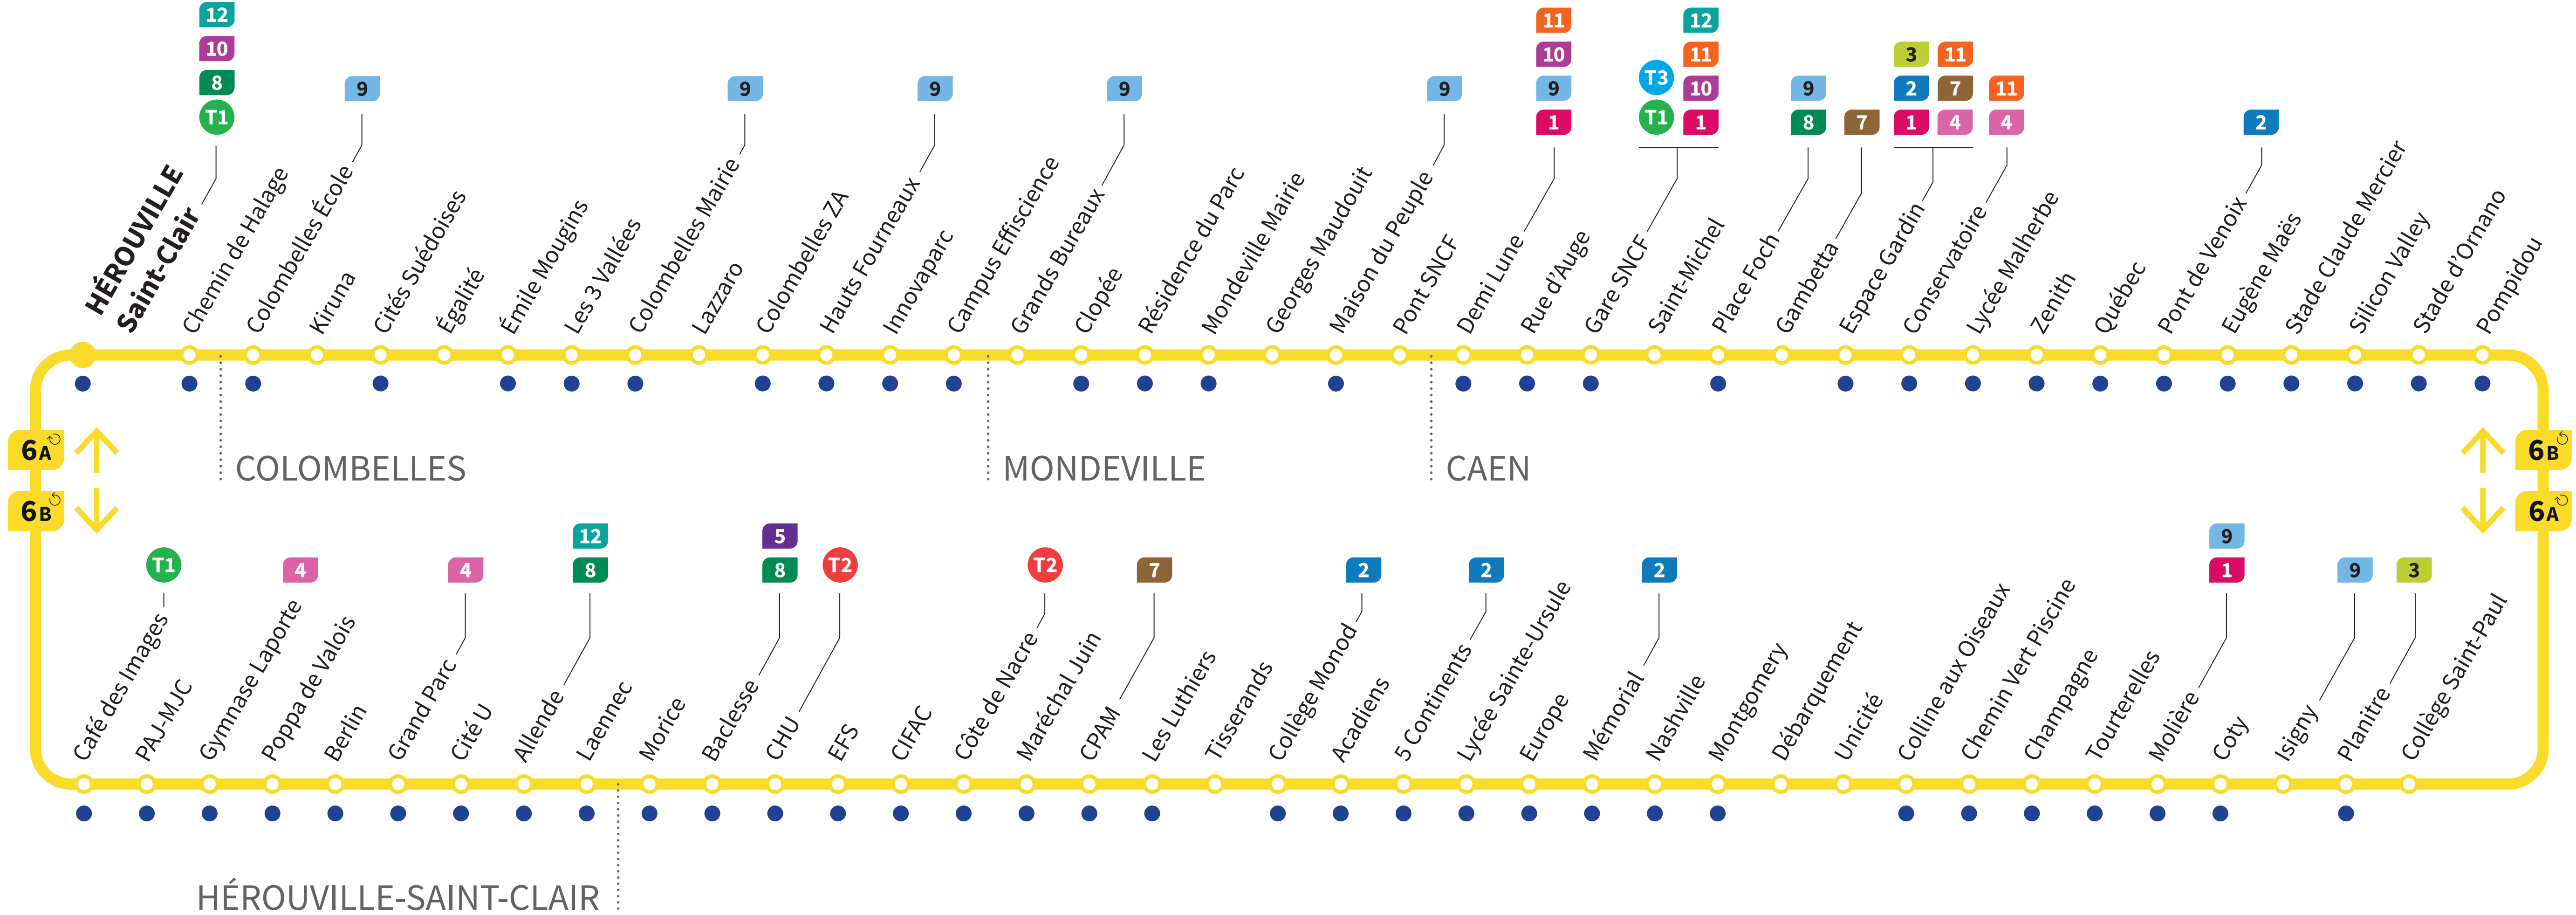 12
10
8
T1
9
9
9
9
9
11
10
9
1
T3
T1
12
11
10
1
9
8
7
3
2
1
11
7
4
11
4
2
HÉROUVILLE
Saint-Clair
Chemin de Halage
Colombelles École
Kiruna
Cités Suédoises
Égalité
Émile Mougins
Les 3 Vallées
Colombelles Mairie
Lazzaro
Colombelles ZA
Hauts Fourneaux
Innovaparc
Campus Effiscience
Grands Bureaux
Clopée
Résidence du Parc
Mondeville Mairie
Georges Maudouit
Maison du Peuple
Pont SNCF
Demi Lune
Rue d’Auge
Gare SNCF
Saint-Michel
Place Foch
Gambetta
Espace Gardin
Conservatoire
Lycée Malherbe
Zenith
Québec
Pont de Venoix
Eugène Maës
Stade Claude Mercier
Silicon Valley
Stade d’Ornano
Pompidou
6A
6B
COLOMBELLES
MONDEVILLE
CAEN
6B
6A
T1
4
4
12
8
5
8
T2
T2
7
2
2
2
9
1
9
3
Café des Images
PAJ-MJC
Gymnase Laporte
Poppa de Valois
Berlin
Grand Parc
Cité U
Allende
Laennec
Morice
Baclesse
CHU
EFS
CIFAC
Côte de Nacre
Maréchal Juin
CPAM
Les Luthiers
Tisserands
Collège Monod
Acadiens
5 Continents
Lycée Sainte-Ursule
Europe
Mémorial
Nashville
Montgomery
Débarquement
Unicité
Colline aux Oiseaux
Chemin Vert Piscine
Champagne
Tourterelles
Molière
Coty
Isigny
Planitre
Collège Saint-Paul
HÉROUVILLE-SAINT-CLAIR